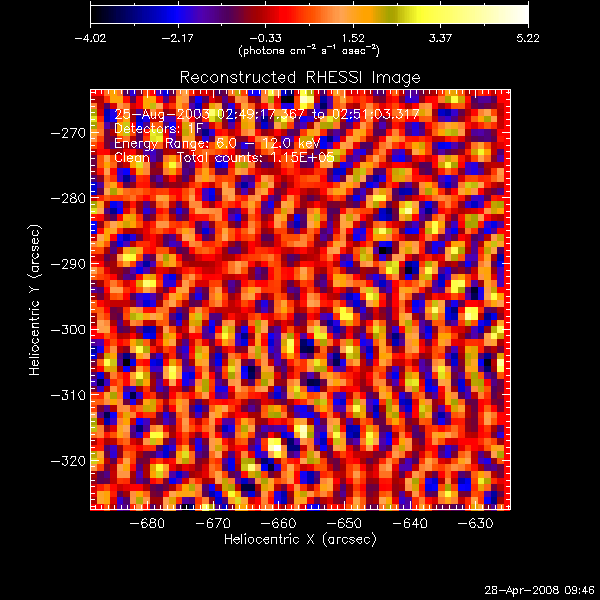 −4.02 −2.17 −0.33 1.52 3.37 5.22
(photons cm⁻² s⁻¹ asec⁻²)
Reconstructed RHESSI Image
25-Aug-2003 02:49:17.367 to 02:51:03.317
Detectors: 1F
Energy Range: 6.0 − 12.0 keV
Clean Total counts: 1.15E+05
−270
−280
−290
−300
−310
−320
Heliocentric Y (arcsec)
−680 −670 −660 −650 −640 −630
Heliocentric X (arcsec)
28-Apr-2008 09:46